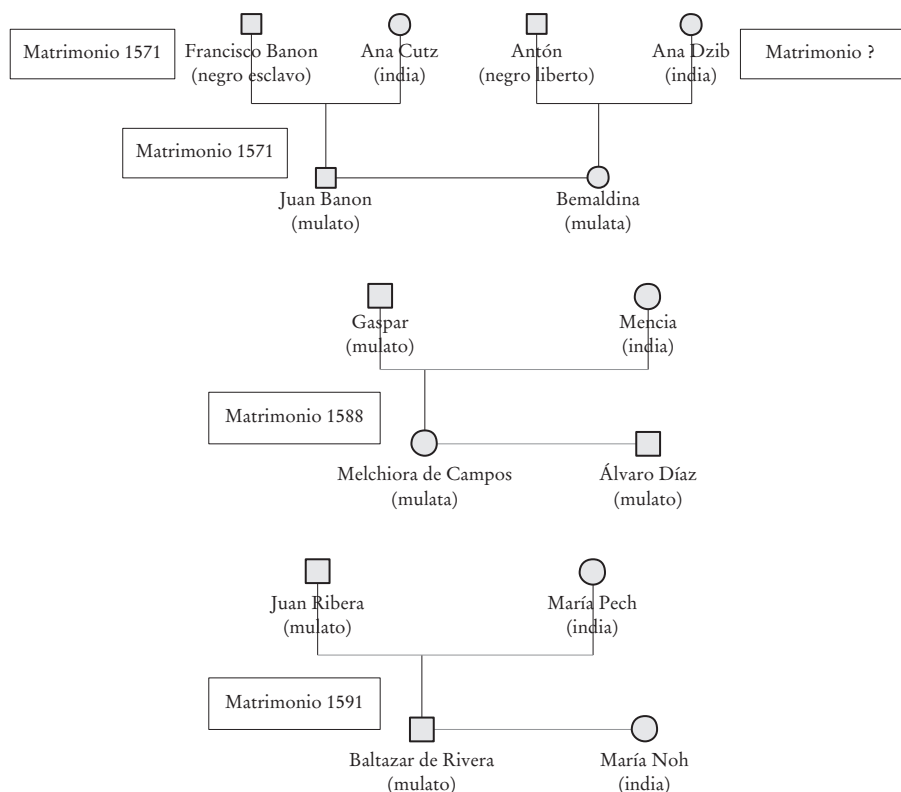 Matrimonio 1571
Francisco Banon
(negro esclavo)
Ana Cutz
(india)
Antón
(negro liberto)
Ana Dzib
(india)
Matrimonio ?
Matrimonio 1571
Juan Banon
(mulato)
Bemaldina
(mulata)
Gaspar
(mulato)
Mencia
(india)
Matrimonio 1588
Melchiora de Campos
(mulata)
Álvaro Díaz
(mulato)
Juan Ribera
(mulato)
María Pech
(india)
Matrimonio 1591
Baltazar de Rivera
(mulato)
María Noh
(india)